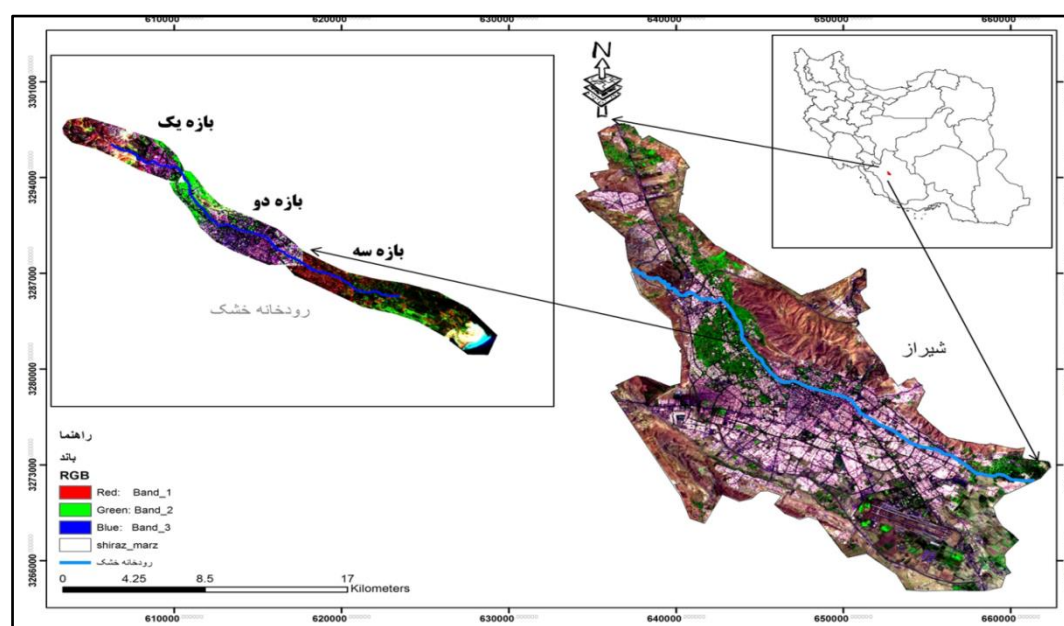 610000 620000 630000 640000 650000 660000
N
3301000
3294000
3287000
3280000
3273000
3266000
بازه یک
بازه دو
بازه سه
رودخانه خشک
شیراز
راهنما
باند
RGB
Red: Band_1
Green: Band_2
Blue: Band_3
shiraz_marz
رودخانه خشک
0 4.25 8.5 17
Kilometers
610000 620000 630000 640000 650000 660000